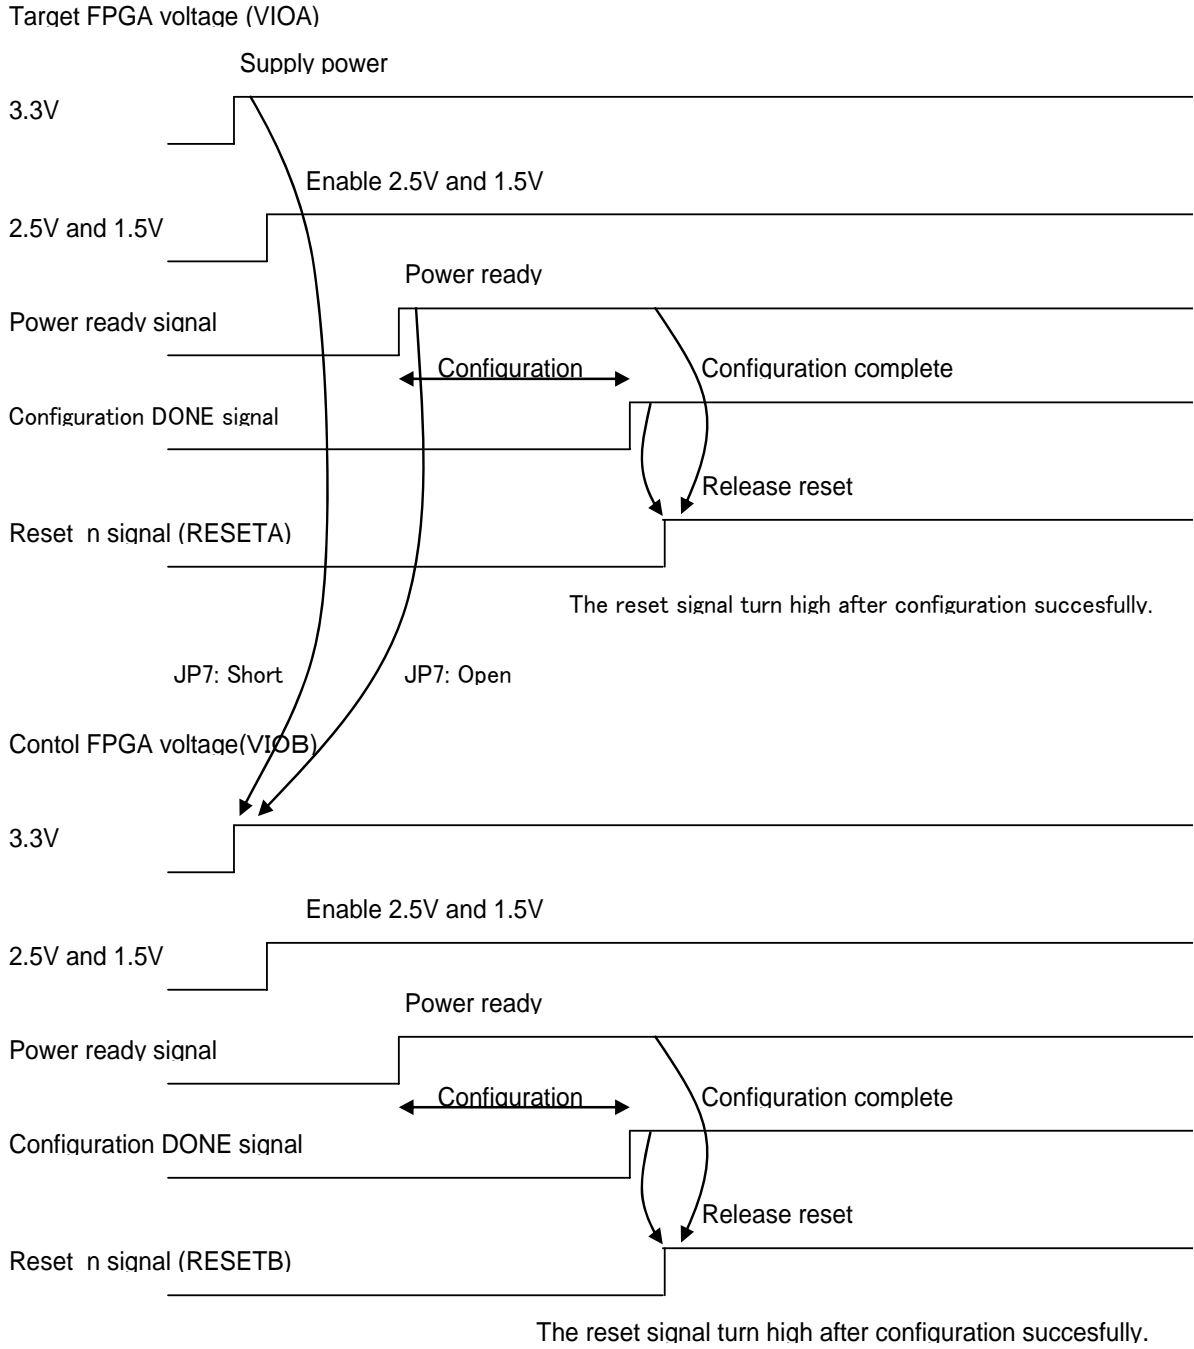 Target FPGA voltage (VIOA)
Supply power
3.3V
Enable 2.5V and 1.5V
2.5V and 1.5V
Power ready
Power ready signal
Configuration
Configuration complete
Configuration DONE signal
Release reset
Reset n signal (RESETA)
The reset signal turn high after configuration succesfully.
JP7: Short
JP7: Open
Contol FPGA voltage(VIOB)
3.3V
Enable 2.5V and 1.5V
2.5V and 1.5V
Power ready
Power ready signal
Configuration
Configuration complete
Configuration DONE signal
Release reset
Reset n signal (RESETB)
The reset signal turn high after configuration succesfully.